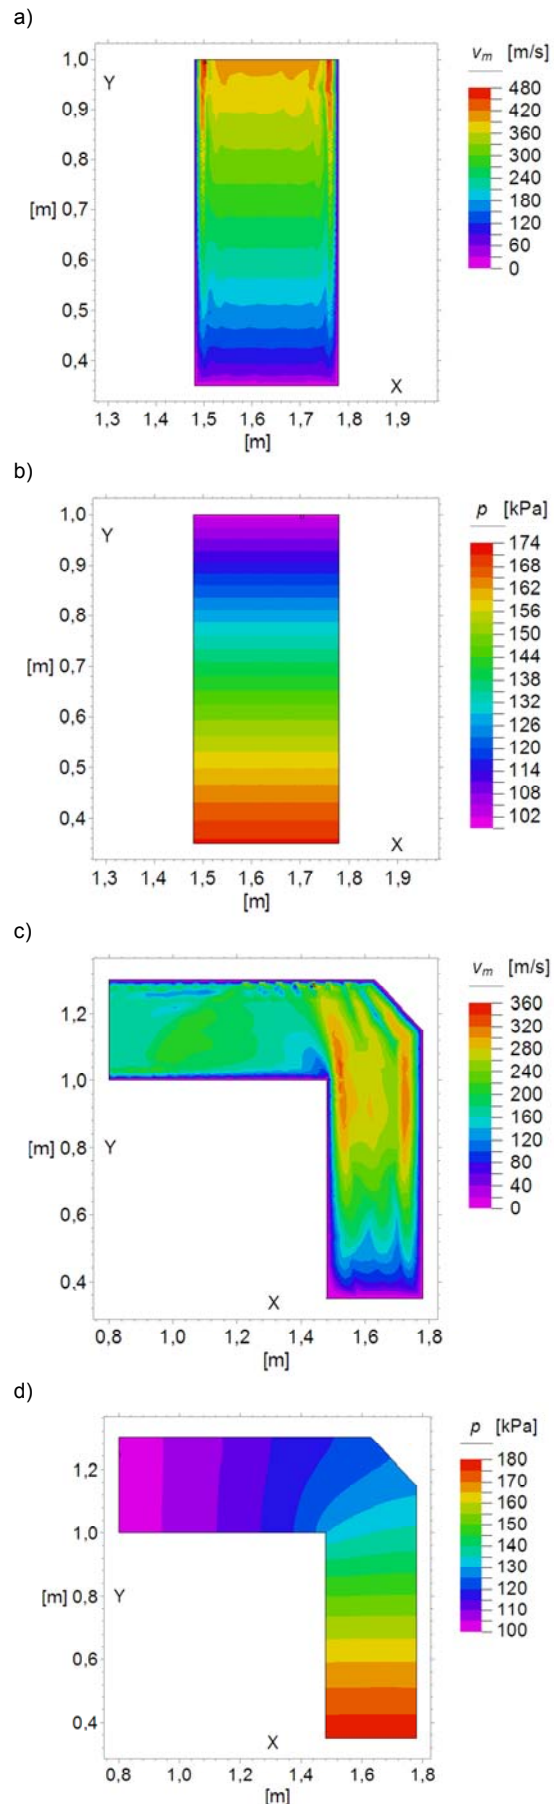 a)
v_m [m/s]
1,0
Y
0,9
0,8
[m] 0,7
0,6
0,5
0,4
X
1,3 1,4 1,5 1,6 1,7 1,8 1,9
[m]
480
420
360
300
240
180
120
60
0
b)
p [kPa]
1,0
Y
0,9
0,8
[m] 0,7
0,6
0,5
0,4
X
1,3 1,4 1,5 1,6 1,7 1,8 1,9
[m]
174
168
162
156
150
144
138
132
126
120
114
108
102
c)
v_m [m/s]
1,2
1,0
[m] 0,8 Y
0,6
0,4
X
0,8 1,0 1,2 1,4 1,6 1,8
[m]
360
320
280
240
200
160
120
80
40
0
d)
p [kPa]
1,2
1,0
[m] 0,8 Y
0,6
0,4
X
0,8 1,0 1,2 1,4 1,6 1,8
[m]
180
170
160
150
140
130
120
110
100